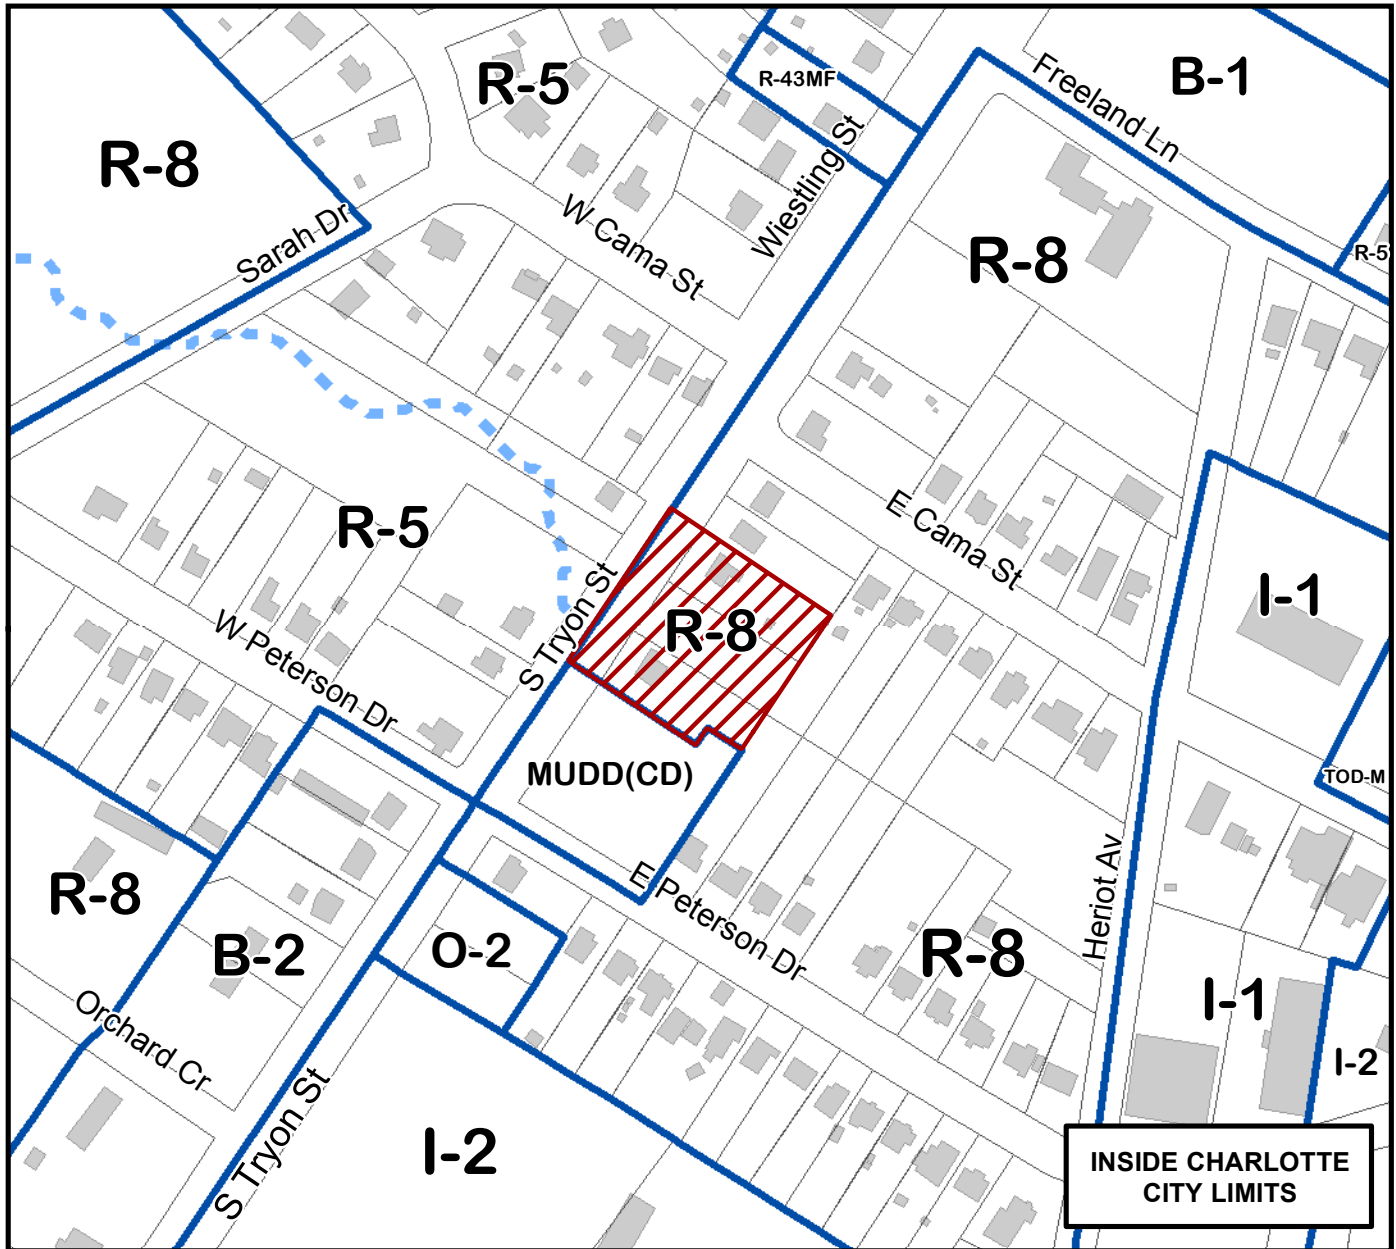 R-5
R-43MF
B-1
Freeland Ln
R-8
Wiestling St
Sarah Dr
W Cama St
R-8
R-5
R-5
E Cama St
S Tryon St
I-1
R-8
W Peterson Dr
MUDD(CD)
TOD-M
E Peterson Dr
Heriot Av
R-8
B-2
O-2
R-8
I-1
Orchard Cr
I-2
S Tryon St
I-2
INSIDE CHARLOTTE
CITY LIMITS